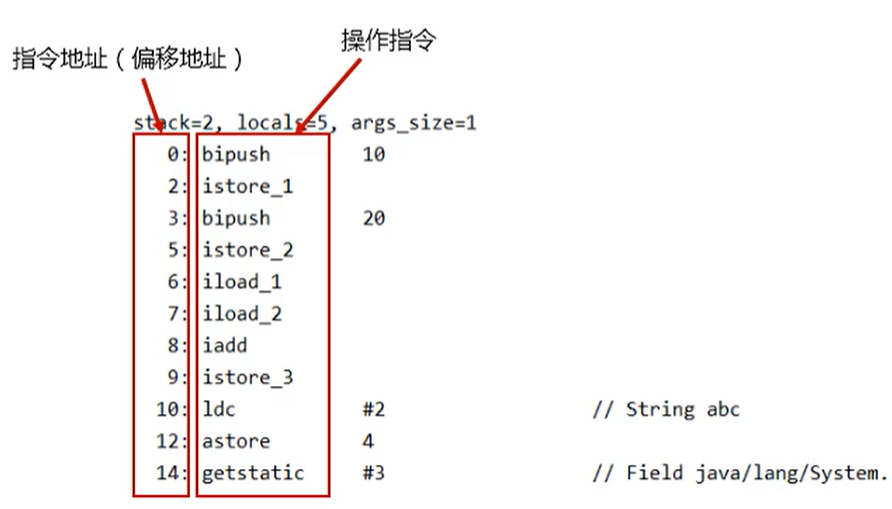 操作指令
指令地址（偏移地址）
stack=2, locals=5, args_size=1
0: bipush 10
2: istore_1
3: bipush 20
5: istore_2
6: iload_1
7: iload_2
8: iadd
9: istore_3
10: ldc #2 // String abc
12: astore 4
14: getstatic #3 // Field java/lang/System.